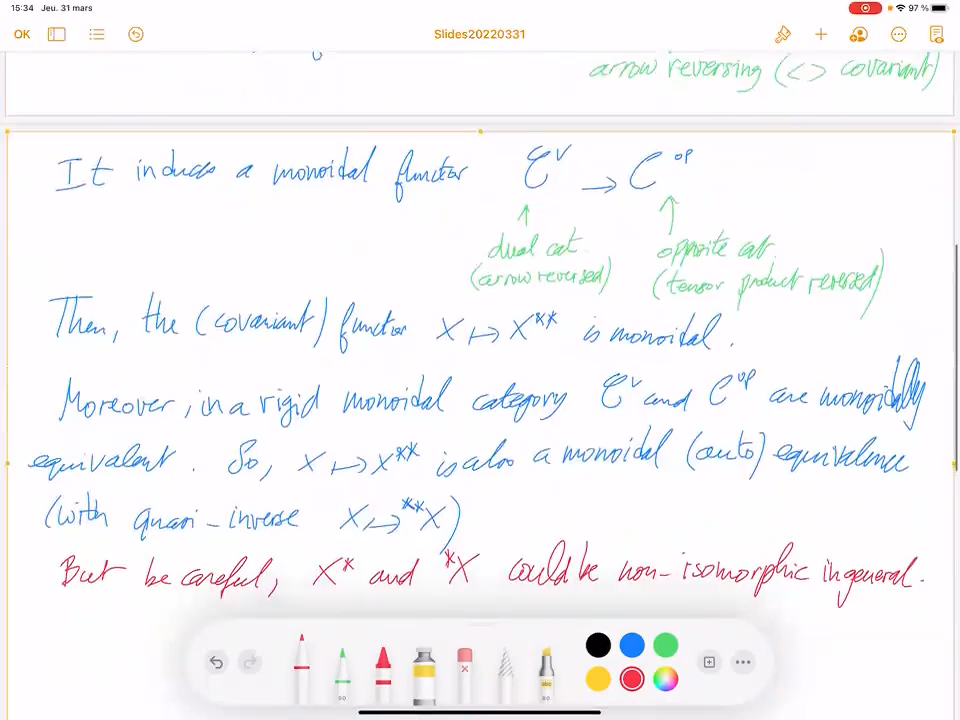 15:34 Jeu. 31 mars
97 %
OK
Slides20220331
arrow reversing (<> covariant)
It induces a monoidal functor 𝒞^∨ → C^op
dual cat. opposite cat.
(arrow reversed) (tensor product reversed)
Then, the (covariant) functor X ↦ X** is monoidal.
Moreover, in a rigid monoidal category 𝒞^∨ and C^op are monoidally
equivalent. So, X ↦ X** is also a monoidal (auto) equivalence
(with quasi-inverse X ↦ **X)
But be careful, X* and *X could be non-isomorphic in general.